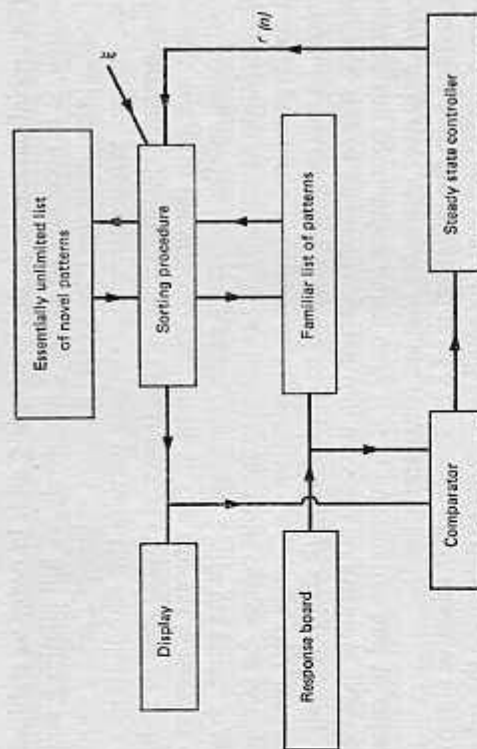 Essentially unlimited list
of novel patterns
ξ
Display
Sorting procedure
r (n)
Response board
Familiar list of patterns
Comparator
Steady state controller